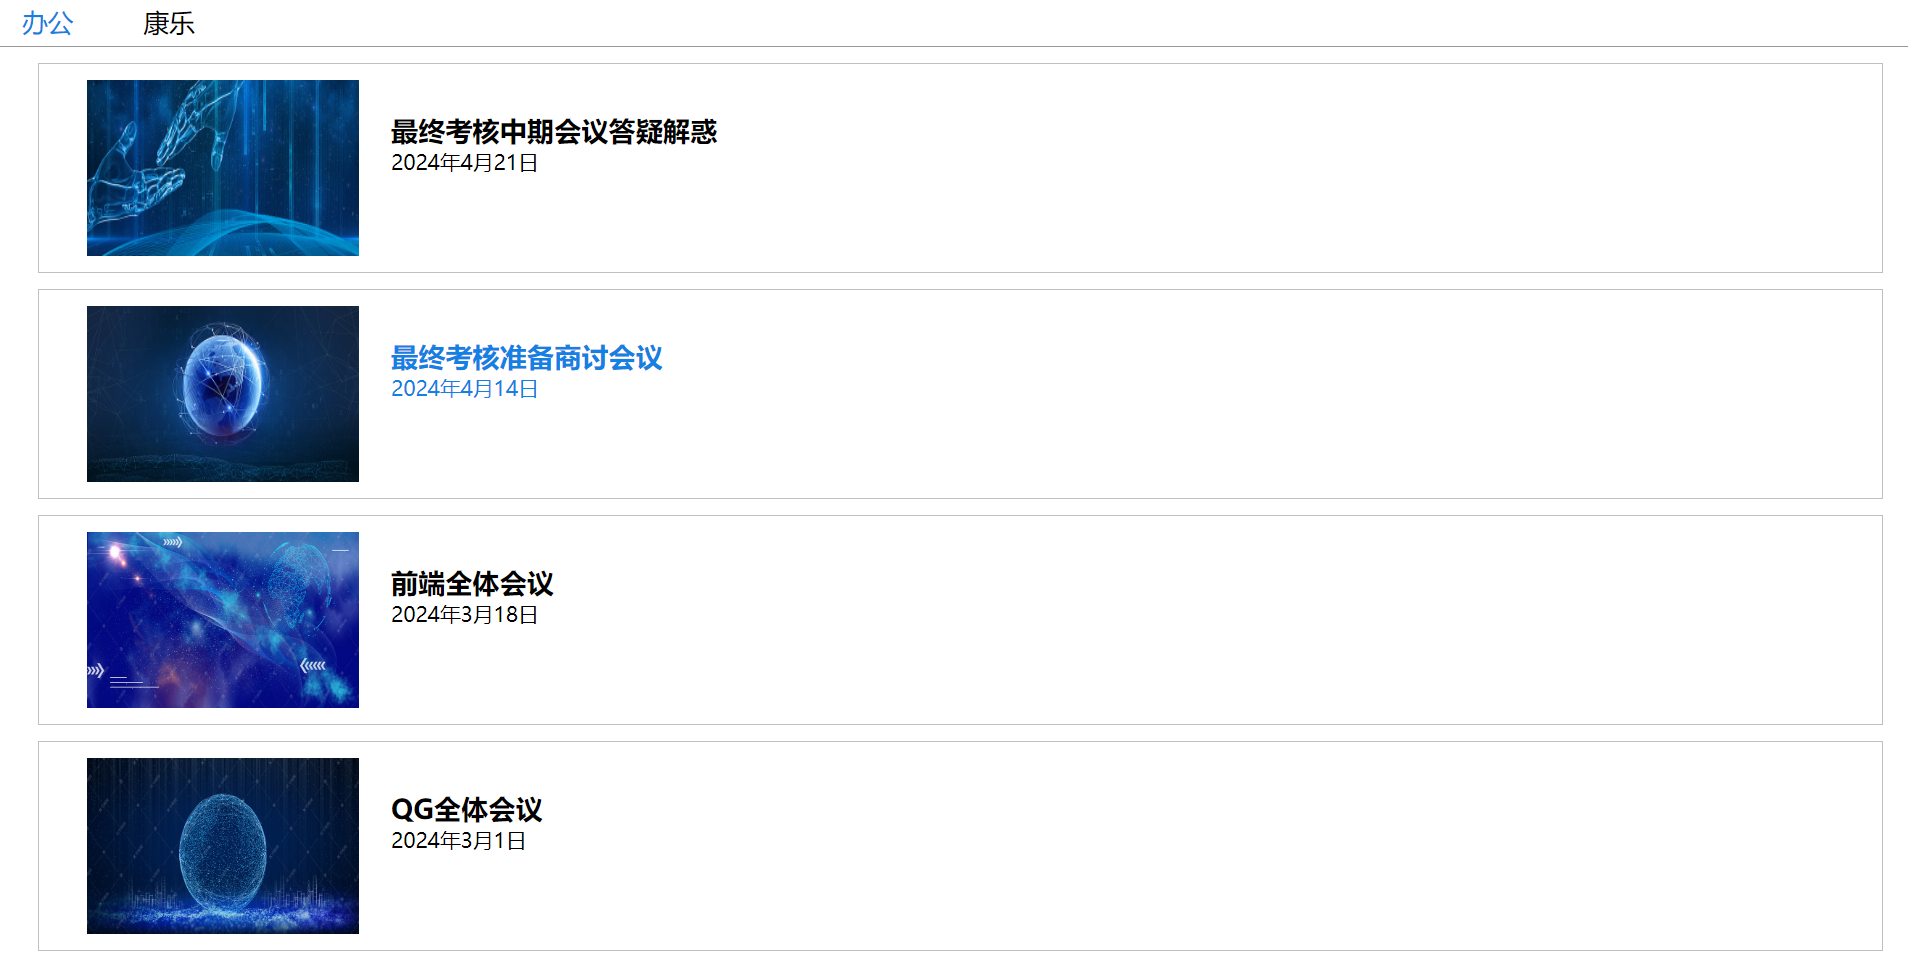 办公
康乐
最终考核中期会议答疑解惑
2024年4月21日
最终考核准备商讨会议
2024年4月14日
前端全体会议
2024年3月18日
QG全体会议
2024年3月1日